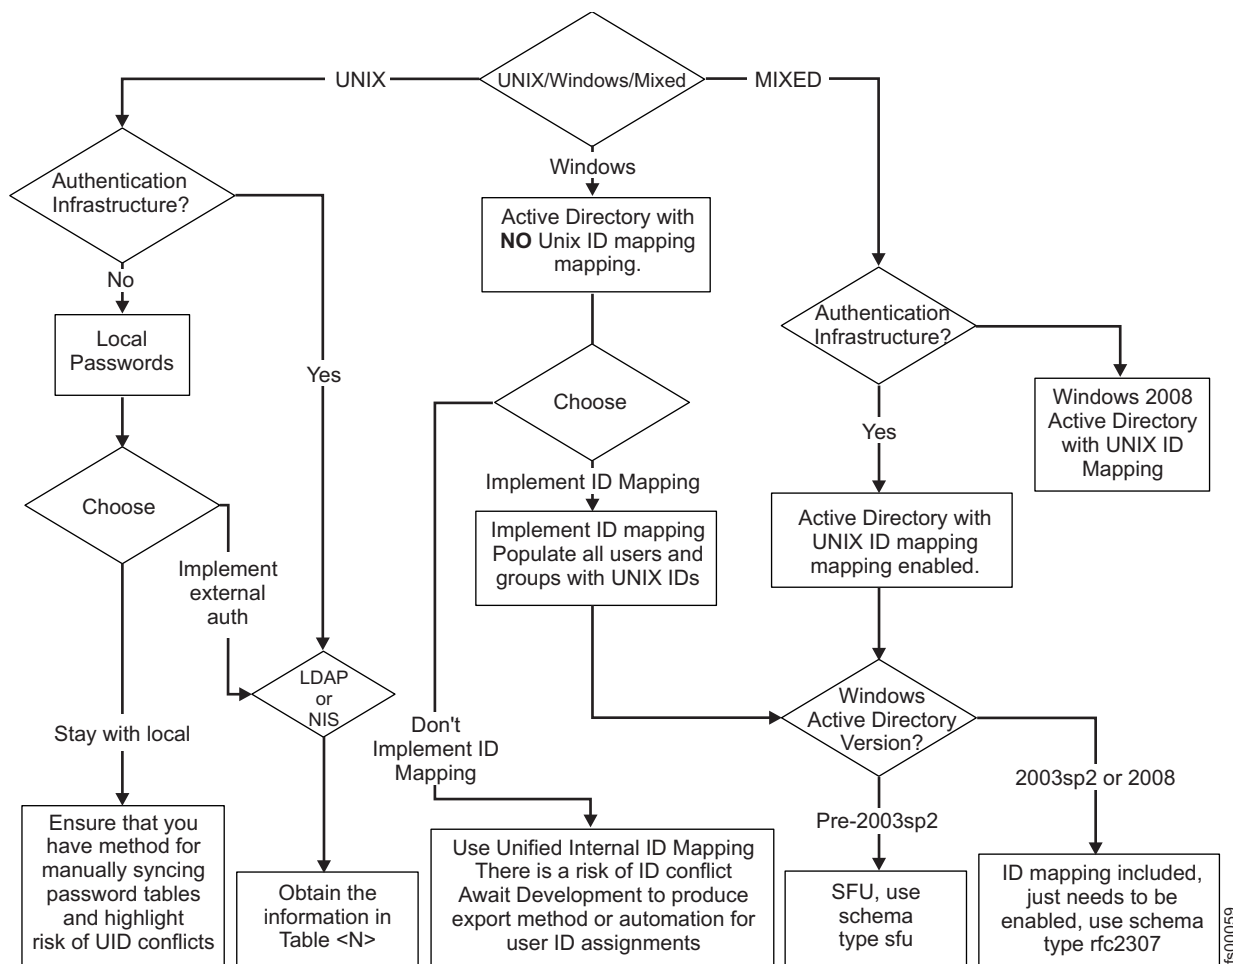 UNIX
UNIX/Windows/Mixed
MIXED
Authentication
Infrastructure?
Windows
Active Directory with
NO Unix ID mapping
mapping.
No
Local
Passwords
Yes
Authentication
Infrastructure?
Choose
Windows 2008
Active Directory
with UNIX ID
Mapping
Yes
Choose
Implement ID Mapping
Implement ID mapping
Populate all users and
groups with UNIX IDs
Active Directory with
UNIX ID mapping
mapping enabled.
Implement
external
auth
LDAP
or
NIS
Windows
Active Directory
Version?
Stay with local
Don't
Implement ID
Mapping
2003sp2 or 2008
Pre-2003sp2
Ensure that you
have method for
manually syncing
password tables
and highlight
risk of UID conflicts
Obtain the
information in
Table <N>
Use Unified Internal ID Mapping
There is a risk of ID conflict
Await Development to produce
export method or automation for
user ID assignments
SFU, use
schema
type sfu
ID mapping included,
just needs to be
enabled, use schema
type rfc2307
fs00059